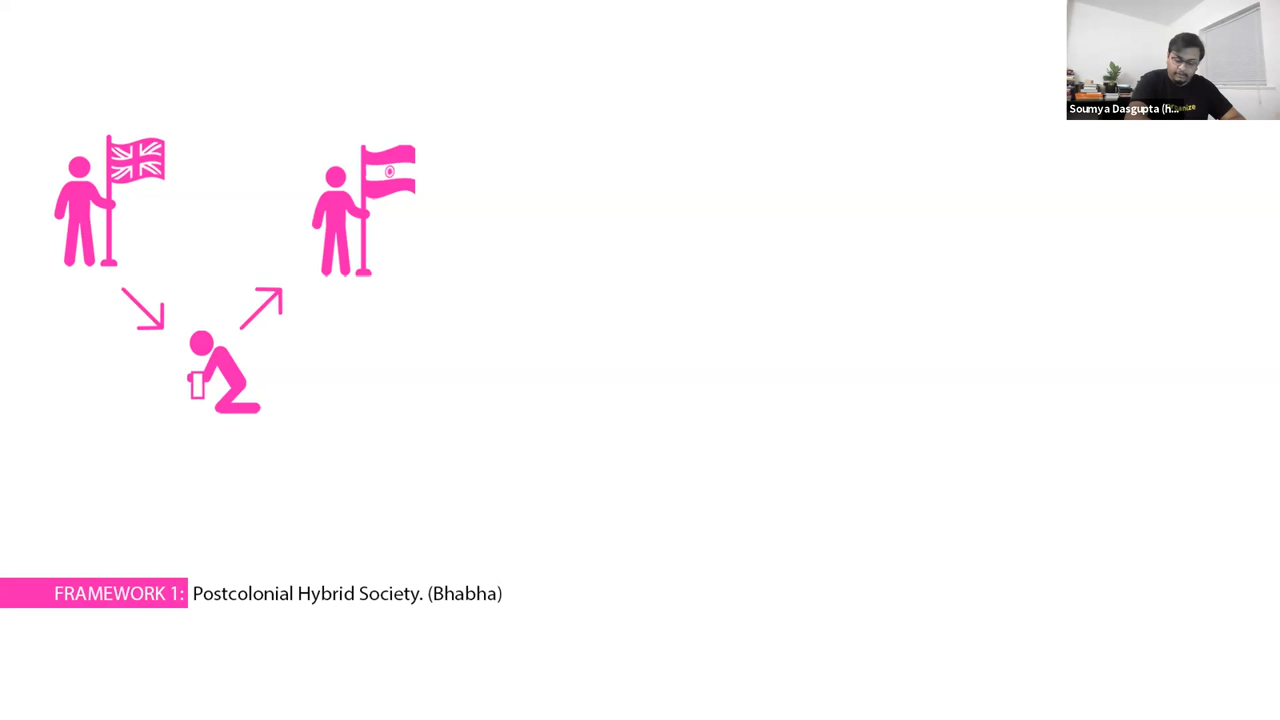 Soumya Dasgupta (h...
FRAMEWORK 1: Postcolonial Hybrid Society. (Bhabha)